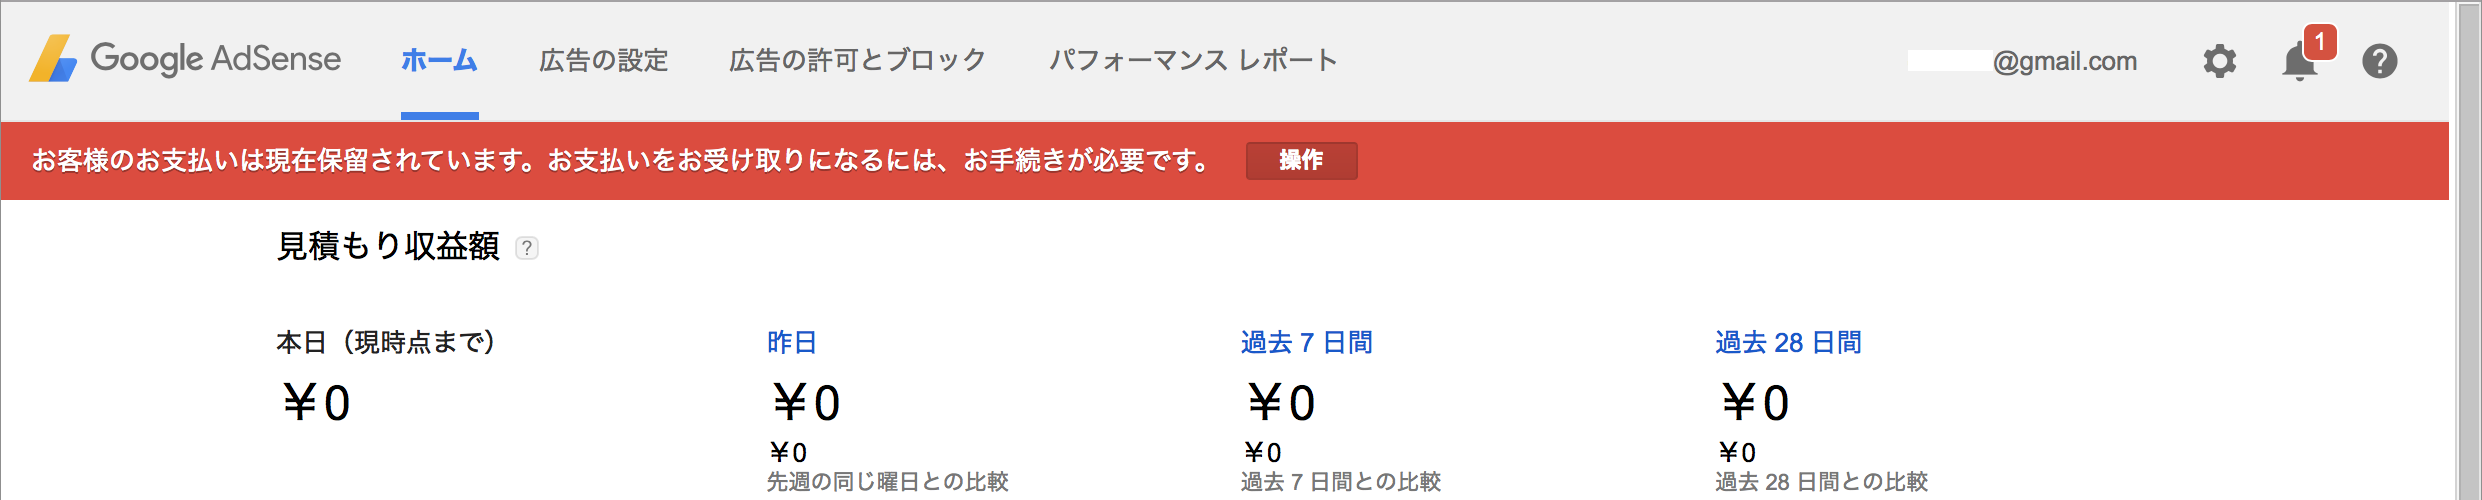 Google AdSense ホーム 広告の設定 広告の許可とブロック パフォーマンス レポート @gmail.com 1 ?
お客様のお支払いは現在保留されています。お支払いをお受け取りになるには、お手続きが必要です。 操作
見積もり収益額 ?
本日（現時点まで） 昨日 過去 7 日間 過去 28 日間
￥0 ￥0 ￥0 ￥0
￥0 ￥0 ￥0
先週の同じ曜日との比較 過去 7 日間との比較 過去 28 日間との比較